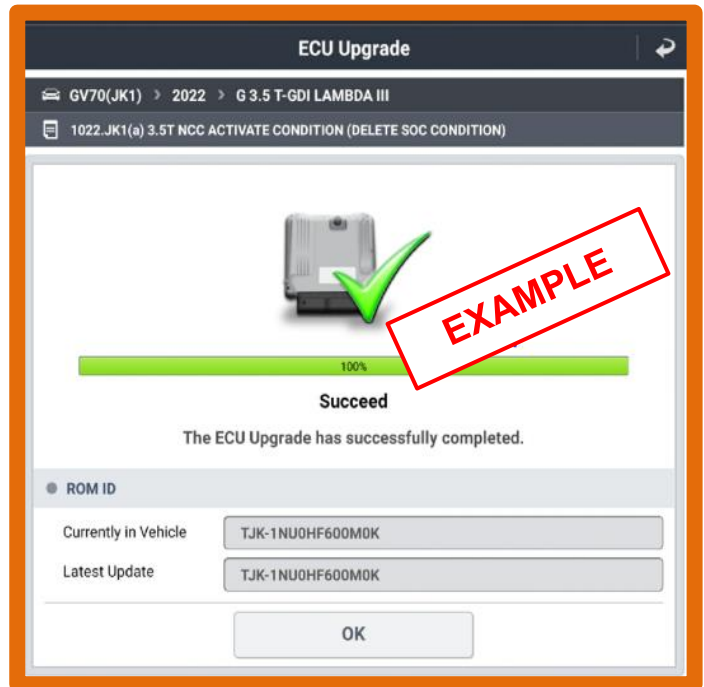 ECU Upgrade
GV70(JK1) > 2022 > G 3.5 T-GDI LAMBDA III
1022.JK1(a) 3.5T NCC ACTIVATE CONDITION (DELETE SOC CONDITION)
EXAMPLE
100%
Succeed
The ECU Upgrade has successfully completed.
ROM ID
Currently in Vehicle TJK-1NU0HF600M0K
Latest Update TJK-1NU0HF600M0K
OK